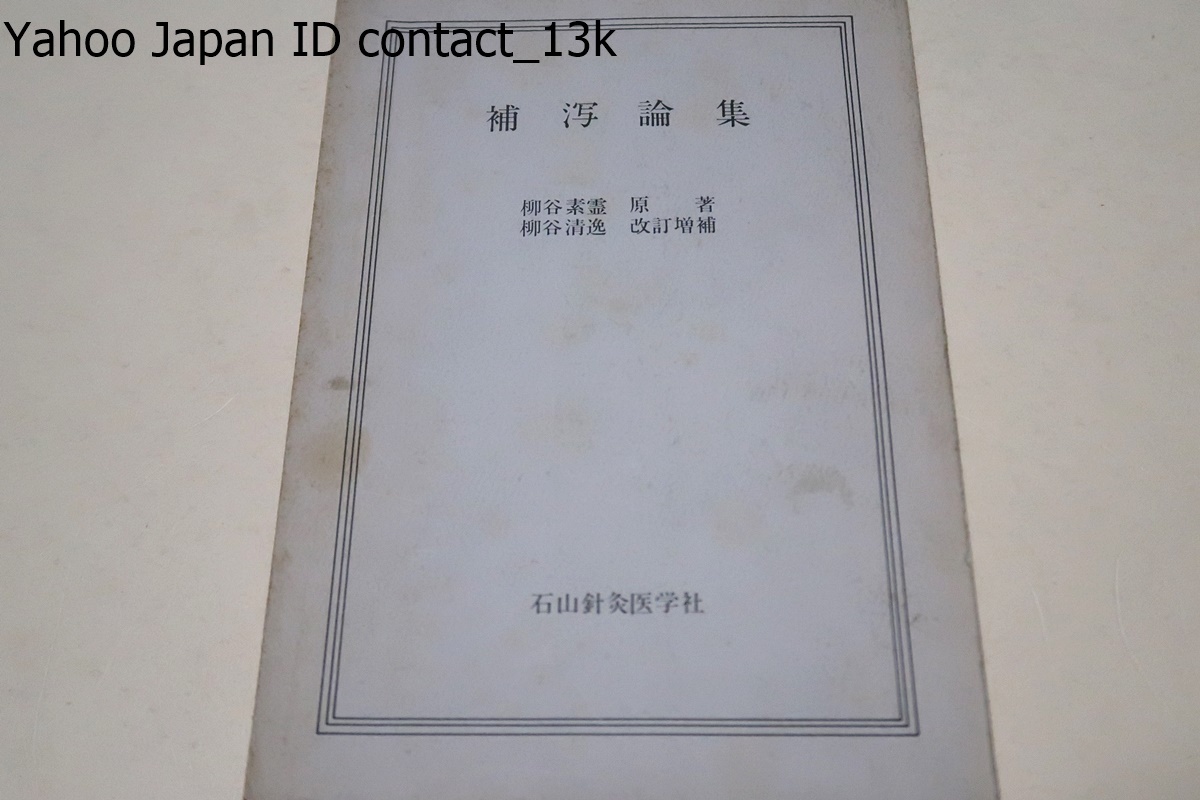 Yahoo Japan ID contact_13k
補泻論集
柳谷素霊 原著
柳谷清逸 改訂増補
石山針灸医学社